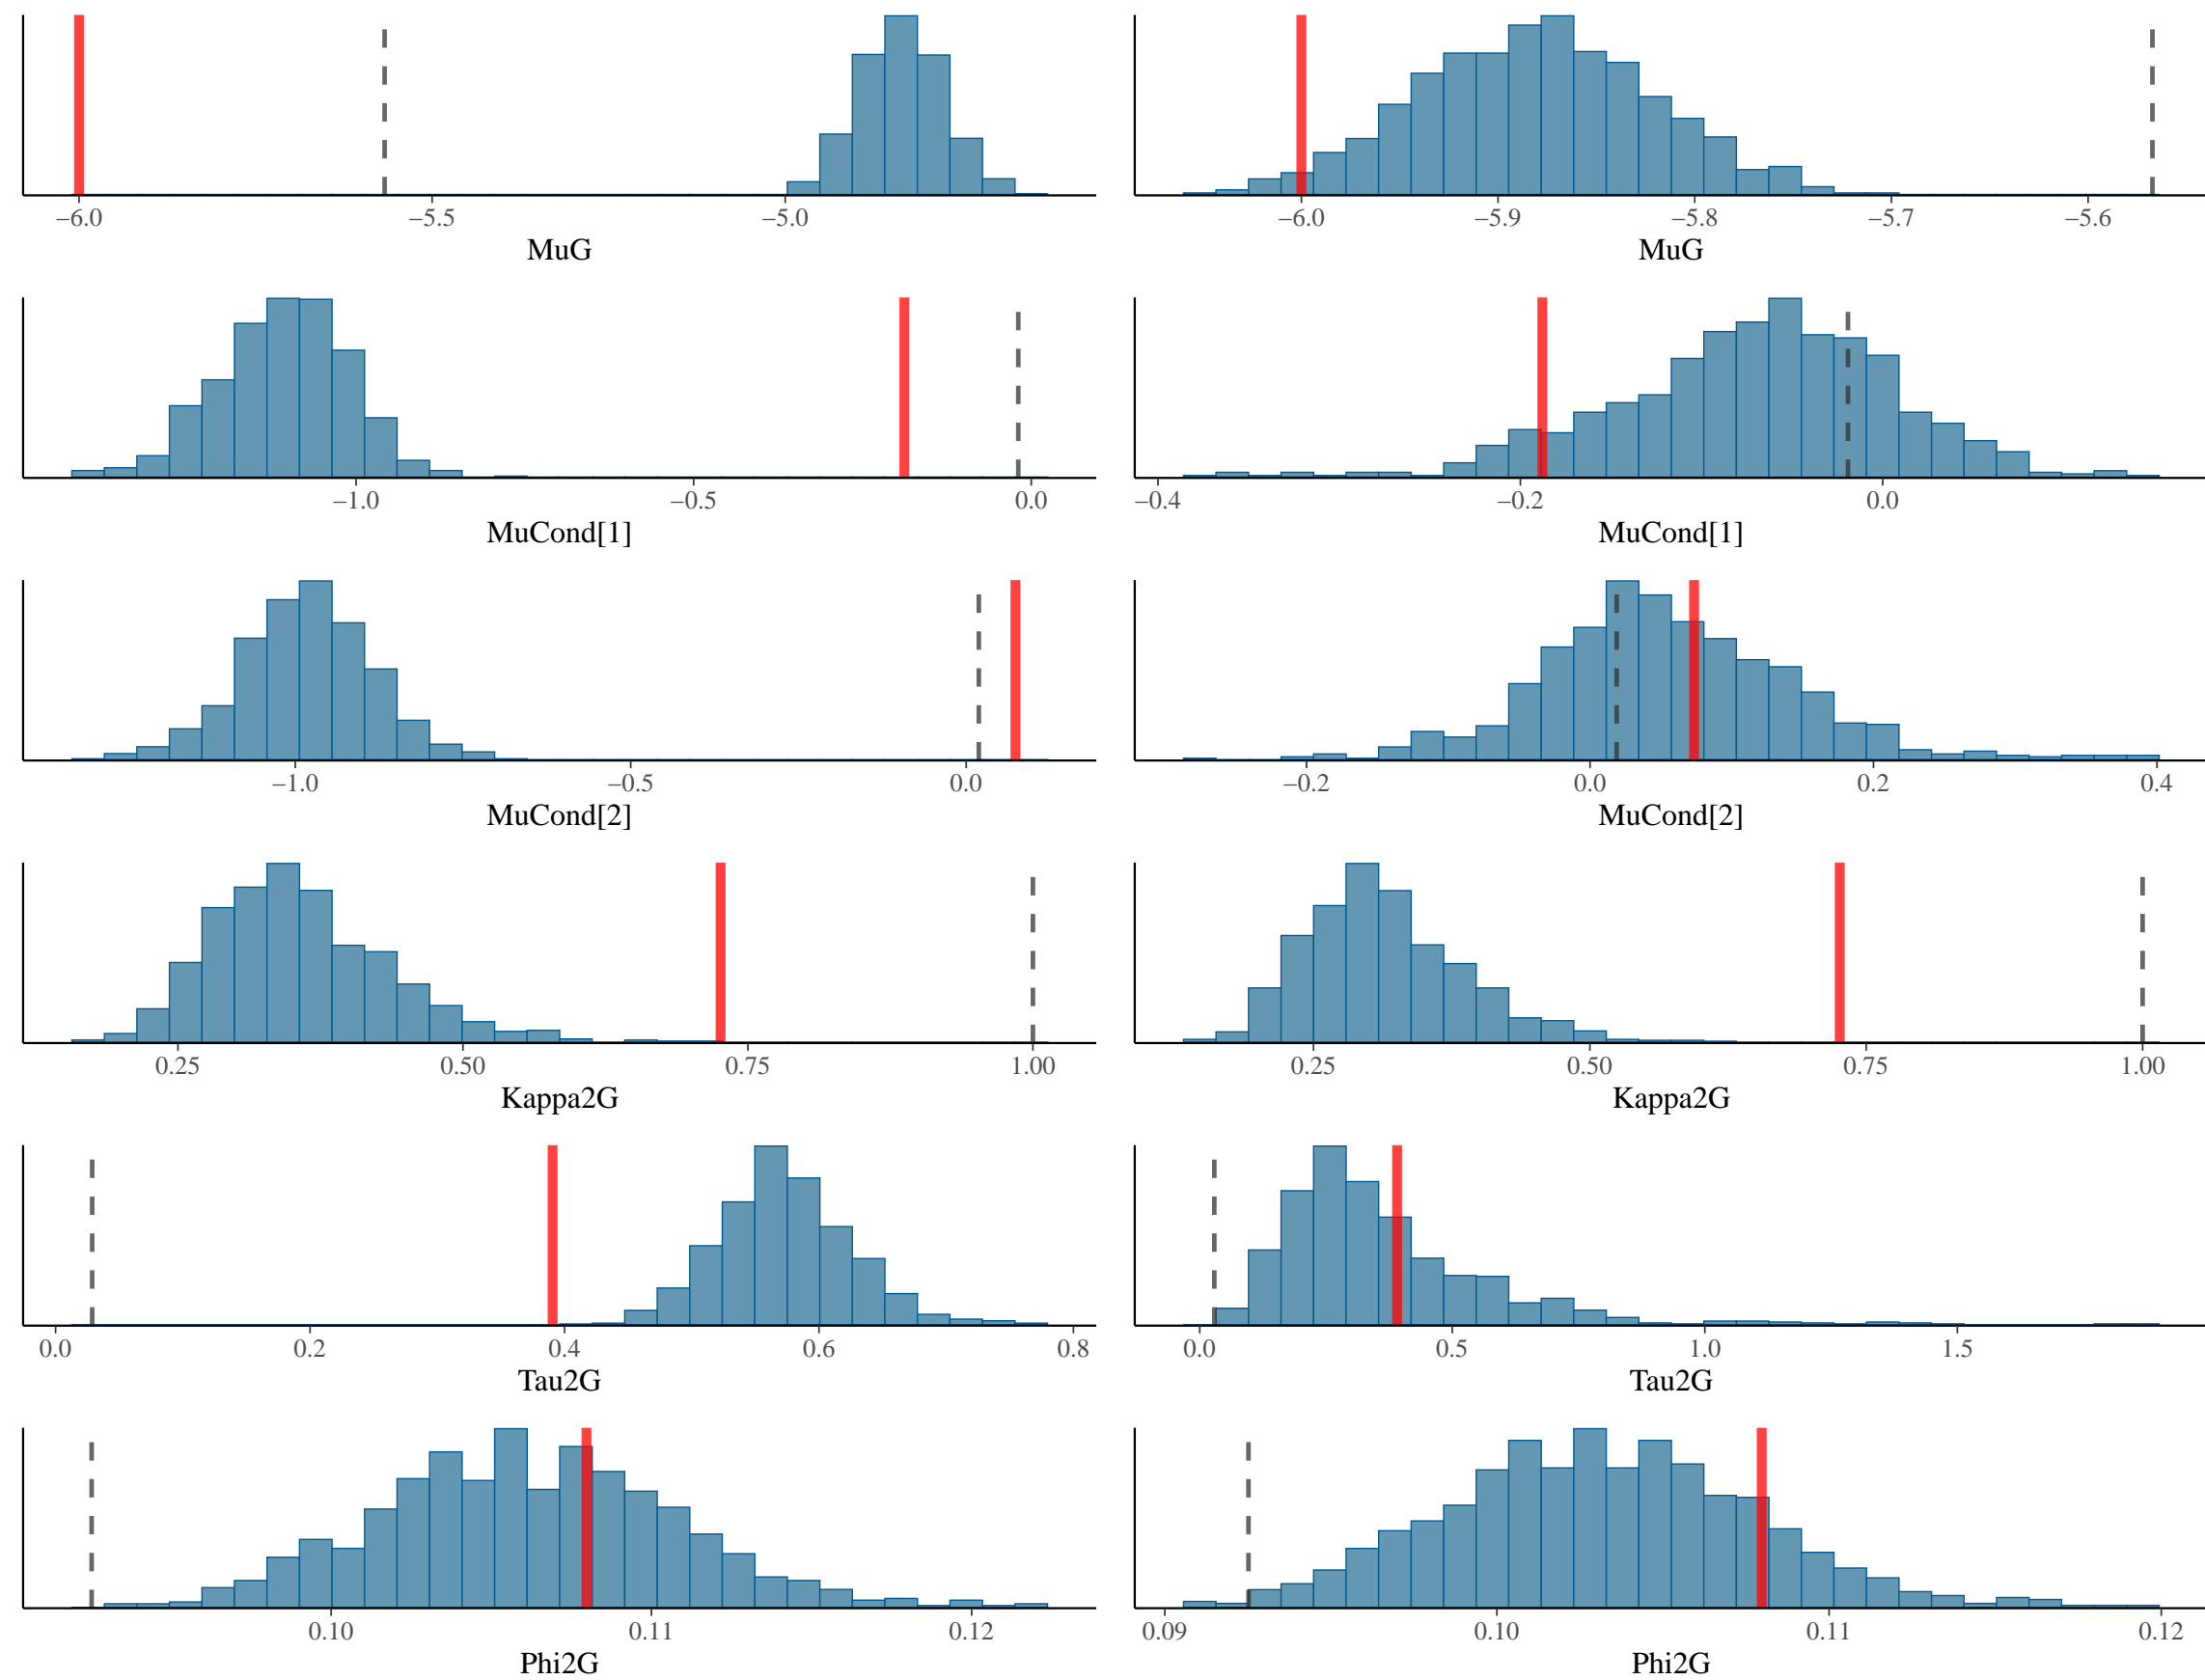 −6.0 −5.5 −5.0
MuG
−6.0 −5.9 −5.8 −5.7 −5.6
MuG
−1.0 −0.5 0.0
MuCond[1]
−0.4 −0.2 0.0
MuCond[1]
−1.0 −0.5 0.0
MuCond[2]
−0.2 0.0 0.2 0.4
MuCond[2]
0.25 0.50 0.75 1.00
Kappa2G
0.25 0.50 0.75 1.00
Kappa2G
0.0 0.2 0.4 0.6 0.8
Tau2G
0.0 0.5 1.0 1.5
Tau2G
0.10 0.11 0.12
Phi2G
0.09 0.10 0.11 0.12
Phi2G